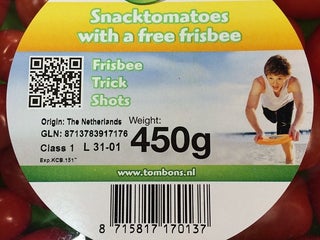 Snacktomatoes
with a free frisbee
Frisbee
Trick
Shots
Origin: The Netherlands Weight:
GLN: 8713783917176
450g
Class 1 L 31-01
www.tombons.nl
8 715817 170137